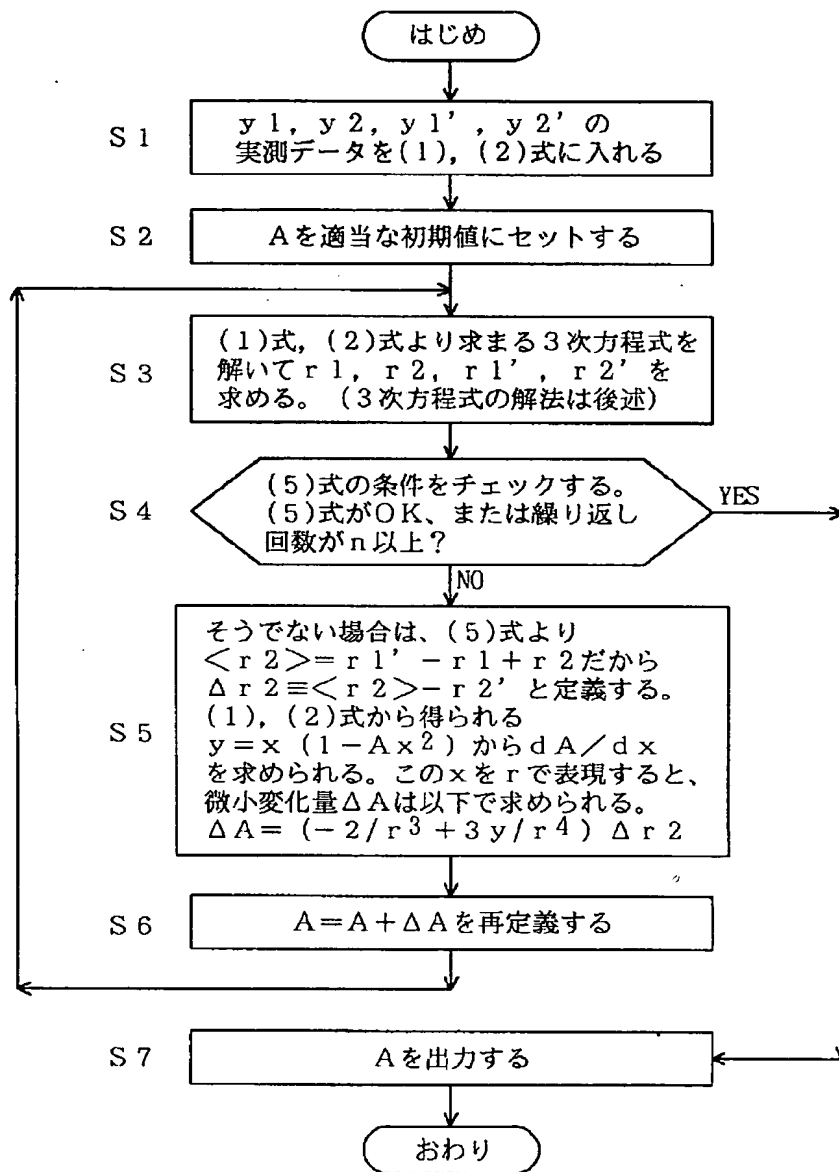 はじめ
S1
y1, y2, y1', y2'の
実測データを(1), (2)式に入れる
S2
Aを適当な初期値にセットする
S3
(1)式, (2)式より求まる3次方程式を
解いてr1, r2, r1', r2'を
求める。(3次方程式の解法は後述)
S4
(5)式の条件をチェックする。
(5)式がOK、または繰り返し
回数がn以上?
YES
NO
S5
そうでない場合は、(5)式より
<r2>=r1'-r1+r2だから
Δr2≡<r2>-r2'と定義する。
(1), (2)式から得られる
y=x(1-Ax²)からdA/dx
を求められる。このxをrで表現すると、
微小変化量ΔAは以下で求められる。
ΔA=(-2/r³+3y/r⁴)Δr2
S6
A=A+ΔAを再定義する
S7
Aを出力する
おわり